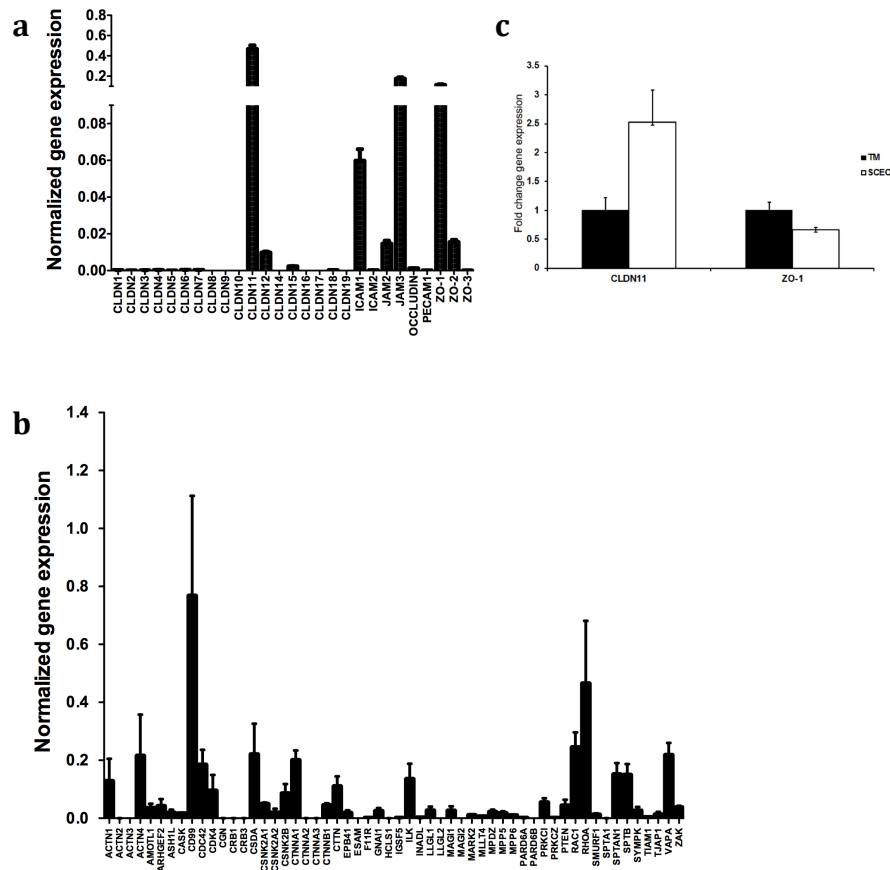 a
Normalized gene expression
0.8
0.6
0.4
0.2
0.08
0.06
0.04
0.02
0.00
CLDN1
CLDN2
CLDN3
CLDN4
CLDN5
CLDN6
CLDN7
CLDN8
CLDN9
CLDN10
CLDN11
CLDN12
CLDN14
CLDN15
CLDN16
CLDN17
CLDN18
CLDN19
ICAM1
ICAM2
JAM2
JAM3
OCCLUDIN
PECAM1
ZO-1
ZO-2
ZO-3
c
Fold change gene expression
3.5
3
2.5
2
1.5
1
0.5
0
CLDN11
ZO-1
TM
SCEC
b
Normalized gene expression
1.4
1.2
1.0
0.8
0.6
0.4
0.2
0.0
ACTN1
ACTN2
ACTN3
ACTN4
AMOTL1
ARHGEF2
ASH1L
CASK
CD99
CDC42
CDK4
CGN
CRB1
CRB3
CSDA
CSNK2A1
CSNK2A2
CSNK2B
CTNNA1
CTNNA2
CTNNA3
CTNNB1
CTTN
EPB41
ESAM
F11R
GNAI1
HCLS1
IGSF5
ILK
INADL
LLGL1
LLGL2
MAGI1
MAGI2
MARK2
MLLT4
MPDZ
MPP5
MPP6
PARD6A
PARD6B
PRKCI
PRKCZ
PTEN
RAC1
RHOA
SMURF1
SPTA1
SPTAN1
SPTB
SYMPK
TIAM1
TJAP1
VAPA
ZAK